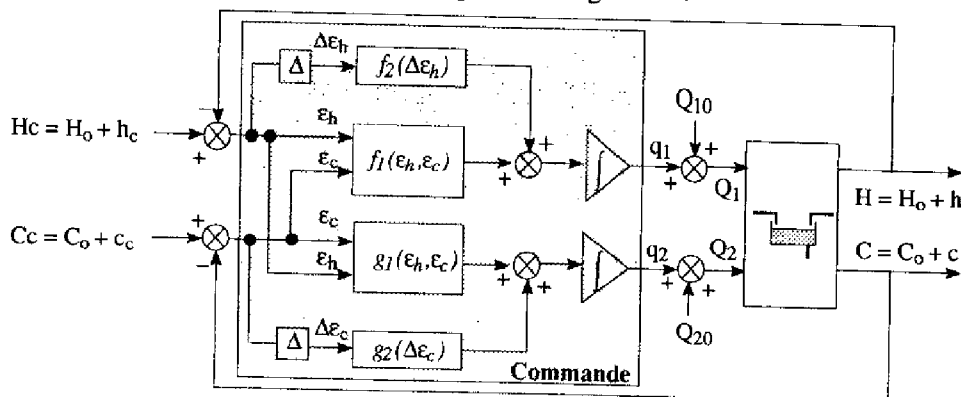 Δεh
Δ
f2(Δεh)
Hc = Ho + hc
εh
εc
f1(εh,εc)
Q10
q1
Q1
H = Ho + h
Cc = Co + cc
εc
εh
g1(εh,εc)
q2
Q2
C = Co + c
Q20
Δεc
Δ
g2(Δεc)
Commande